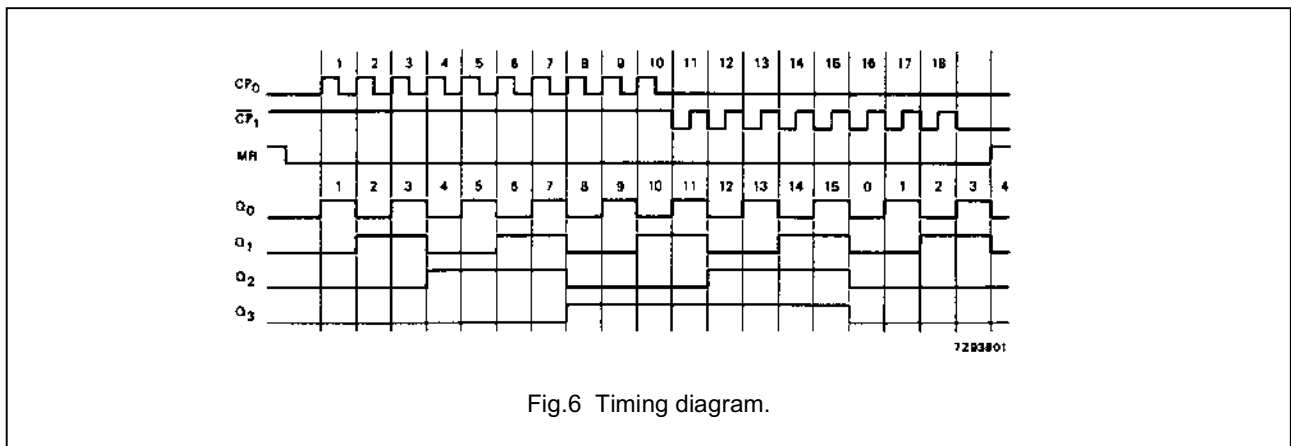 1 2 3 4 5 6 7 8 9 10 11 12 13 14 15 16 17 18
CP0
CP1
MR
1 2 3 4 5 6 7 8 9 10 11 12 13 14 15 0 1 2 3 4
Q0
Q1
Q2
Q3
7Z93801
Fig.6 Timing diagram.